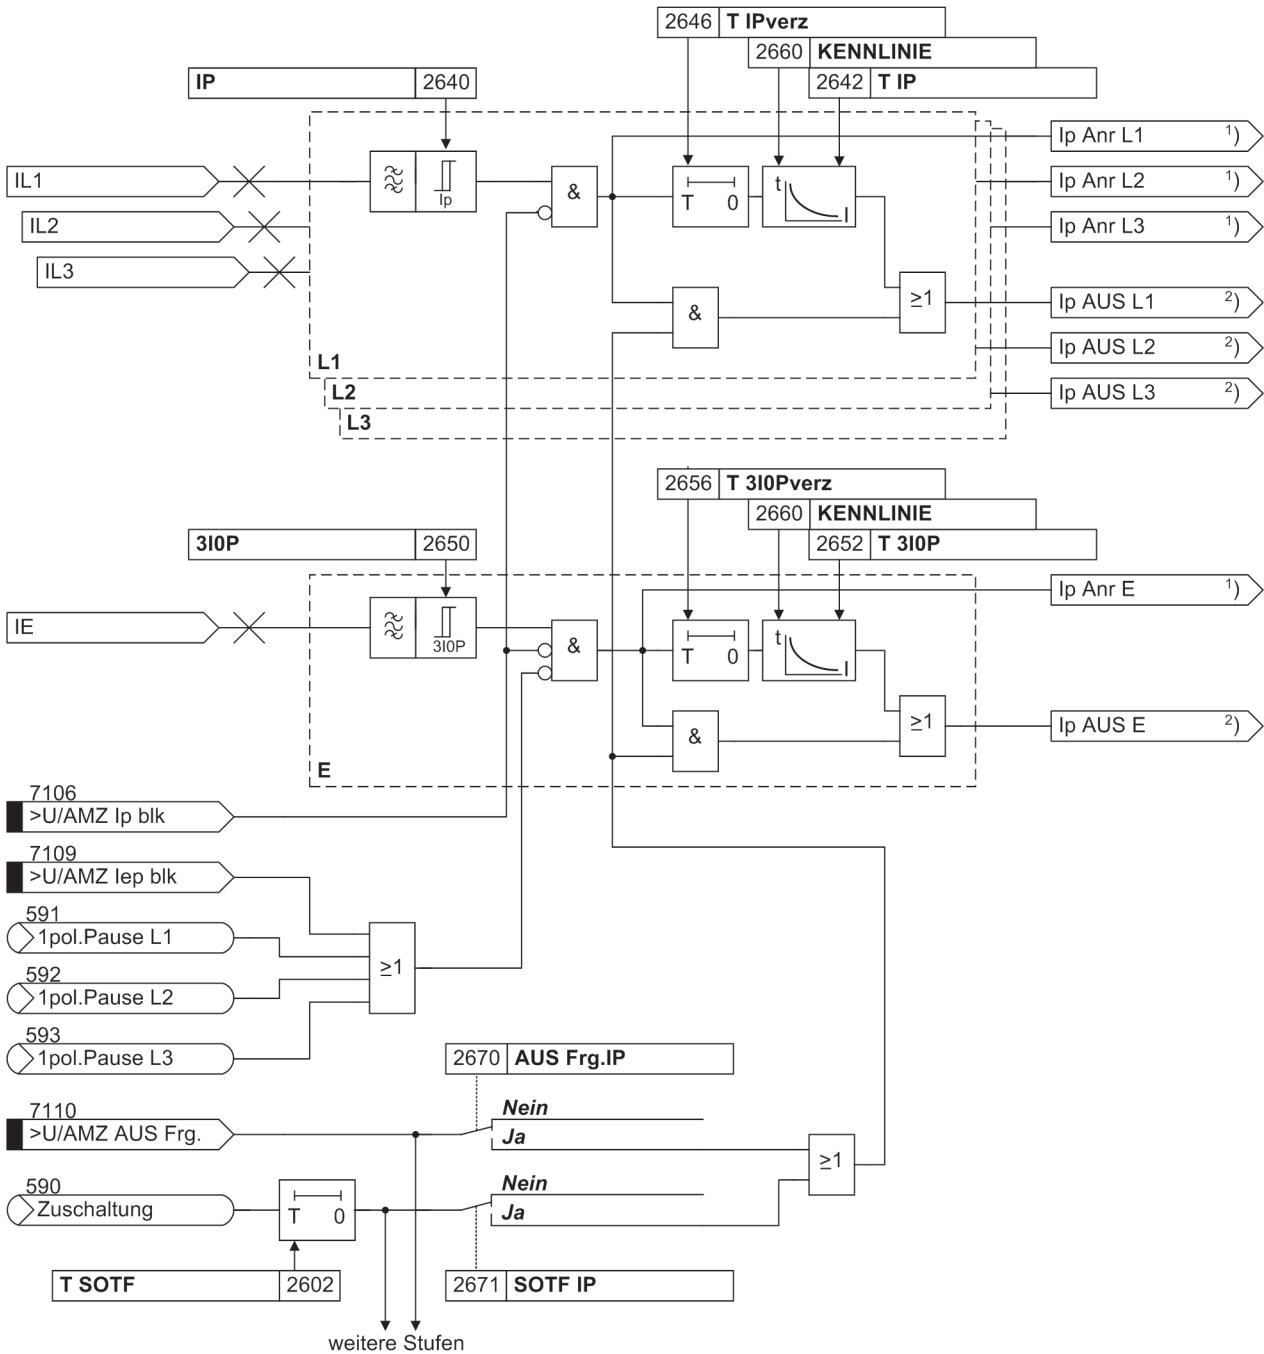 2646 T IPverz
2660 KENNLINIE
IP 2640
2642 T IP
Ip Anr L1 1)
IL1
Ip
&
T 0
t
I
Ip Anr L2 1)
IL2
Ip Anr L3 1)
IL3
&
≥1
Ip AUS L1 2)
Ip AUS L2 2)
L1
L2
Ip AUS L3 2)
L3
2656 T 3I0Pverz
2660 KENNLINIE
3I0P 2650
2652 T 3I0P
Ip Anr E 1)
IE
3I0P
&
T 0
t
I
&
≥1
Ip AUS E 2)
E
7106
>U/AMZ Ip blk
7109
>U/AMZ Iep blk
591
1pol.Pause L1
≥1
592
1pol.Pause L2
593
1pol.Pause L3
2670 AUS Frg.IP
7110
>U/AMZ AUS Frg.
Nein
Ja
≥1
590
Zuschaltung
T 0
Nein
Ja
T SOTF 2602
2671 SOTF IP
weitere Stufen